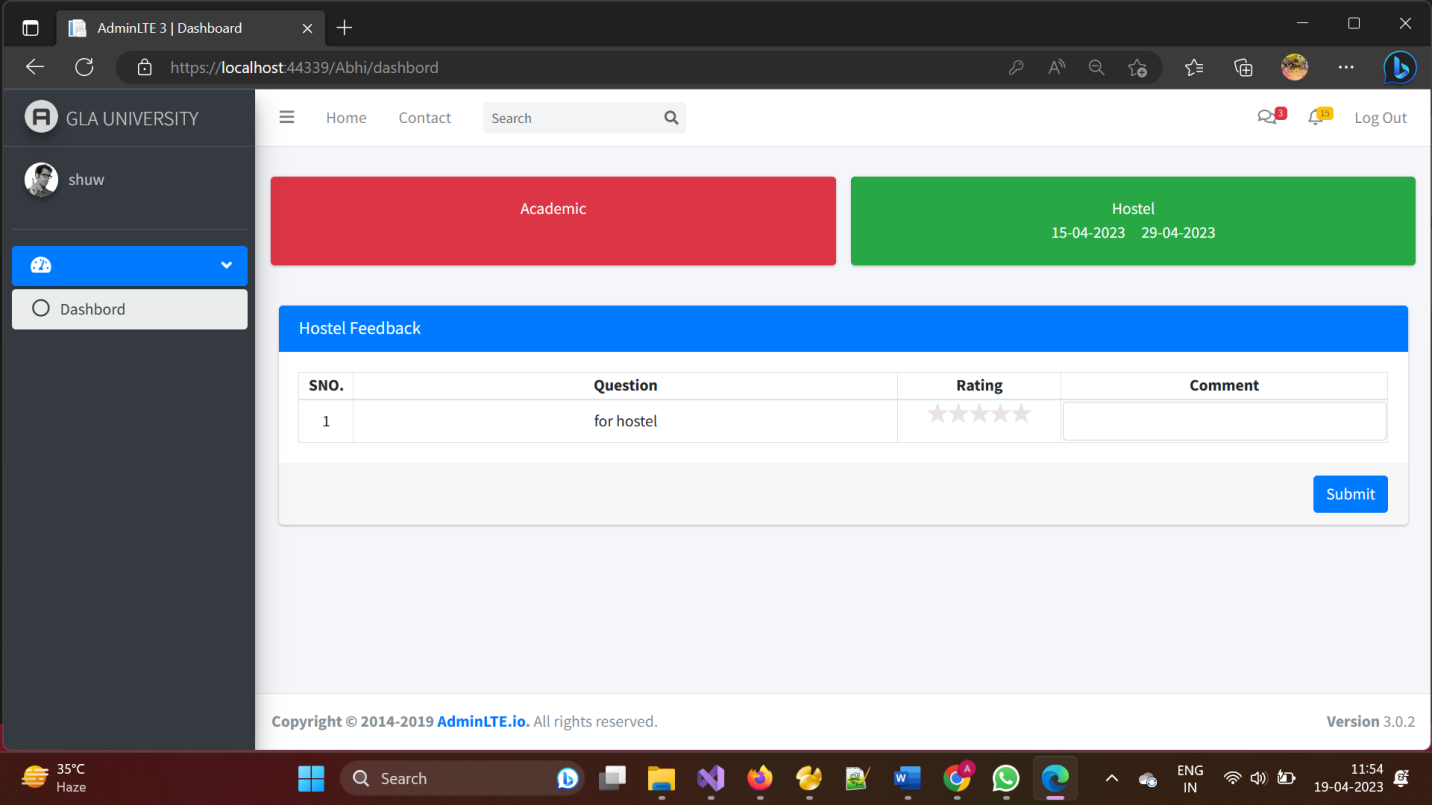 AdminLTE 3 | Dashboard
https://localhost:44339/Abhi/dashbord
GLA UNIVERSITY
Home Contact Search 3 15 Log Out
shuw
Academic
Hostel
15-04-2023 29-04-2023
Dashbord
Hostel Feedback
SNO. Question Rating Comment
1 for hostel
Submit
Copyright © 2014-2019 AdminLTE.io. All rights reserved. Version 3.0.2
35°C
Haze
Search
A
W
ENG
IN
11:54
19-04-2023